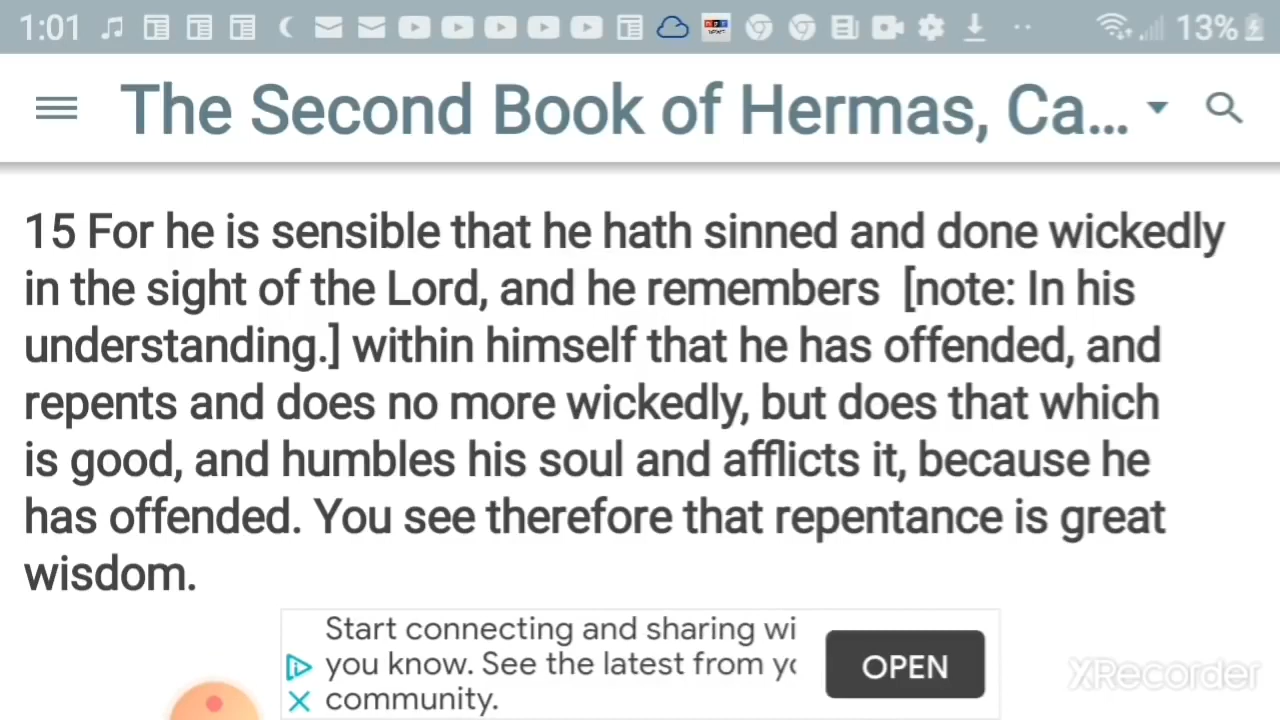 1:01 13%
The Second Book of Hermas, Ca...
15 For he is sensible that he hath sinned and done wickedly
in the sight of the Lord, and he remembers [note: In his
understanding.] within himself that he has offended, and
repents and does no more wickedly, but does that which
is good, and humbles his soul and afflicts it, because he
has offended. You see therefore that repentance is great
wisdom.
Start connecting and sharing wi
you know. See the latest from yo
community.
OPEN
XRecorder